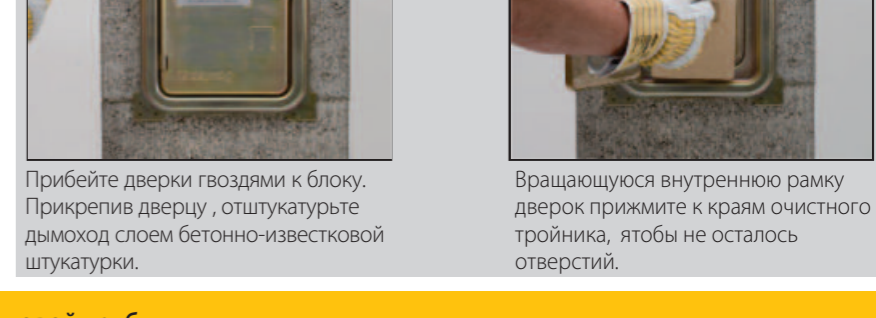 Прибейте дверки гвоздями к блоку.
Прикрепив дверцу , отштукатурьте
дымоход слоем бетонно-известковой
штукатурки.
Вращающуюся внутреннюю рамку
дверок прижмите к краям очистного
тройника, ятобы не осталось
отверстий.